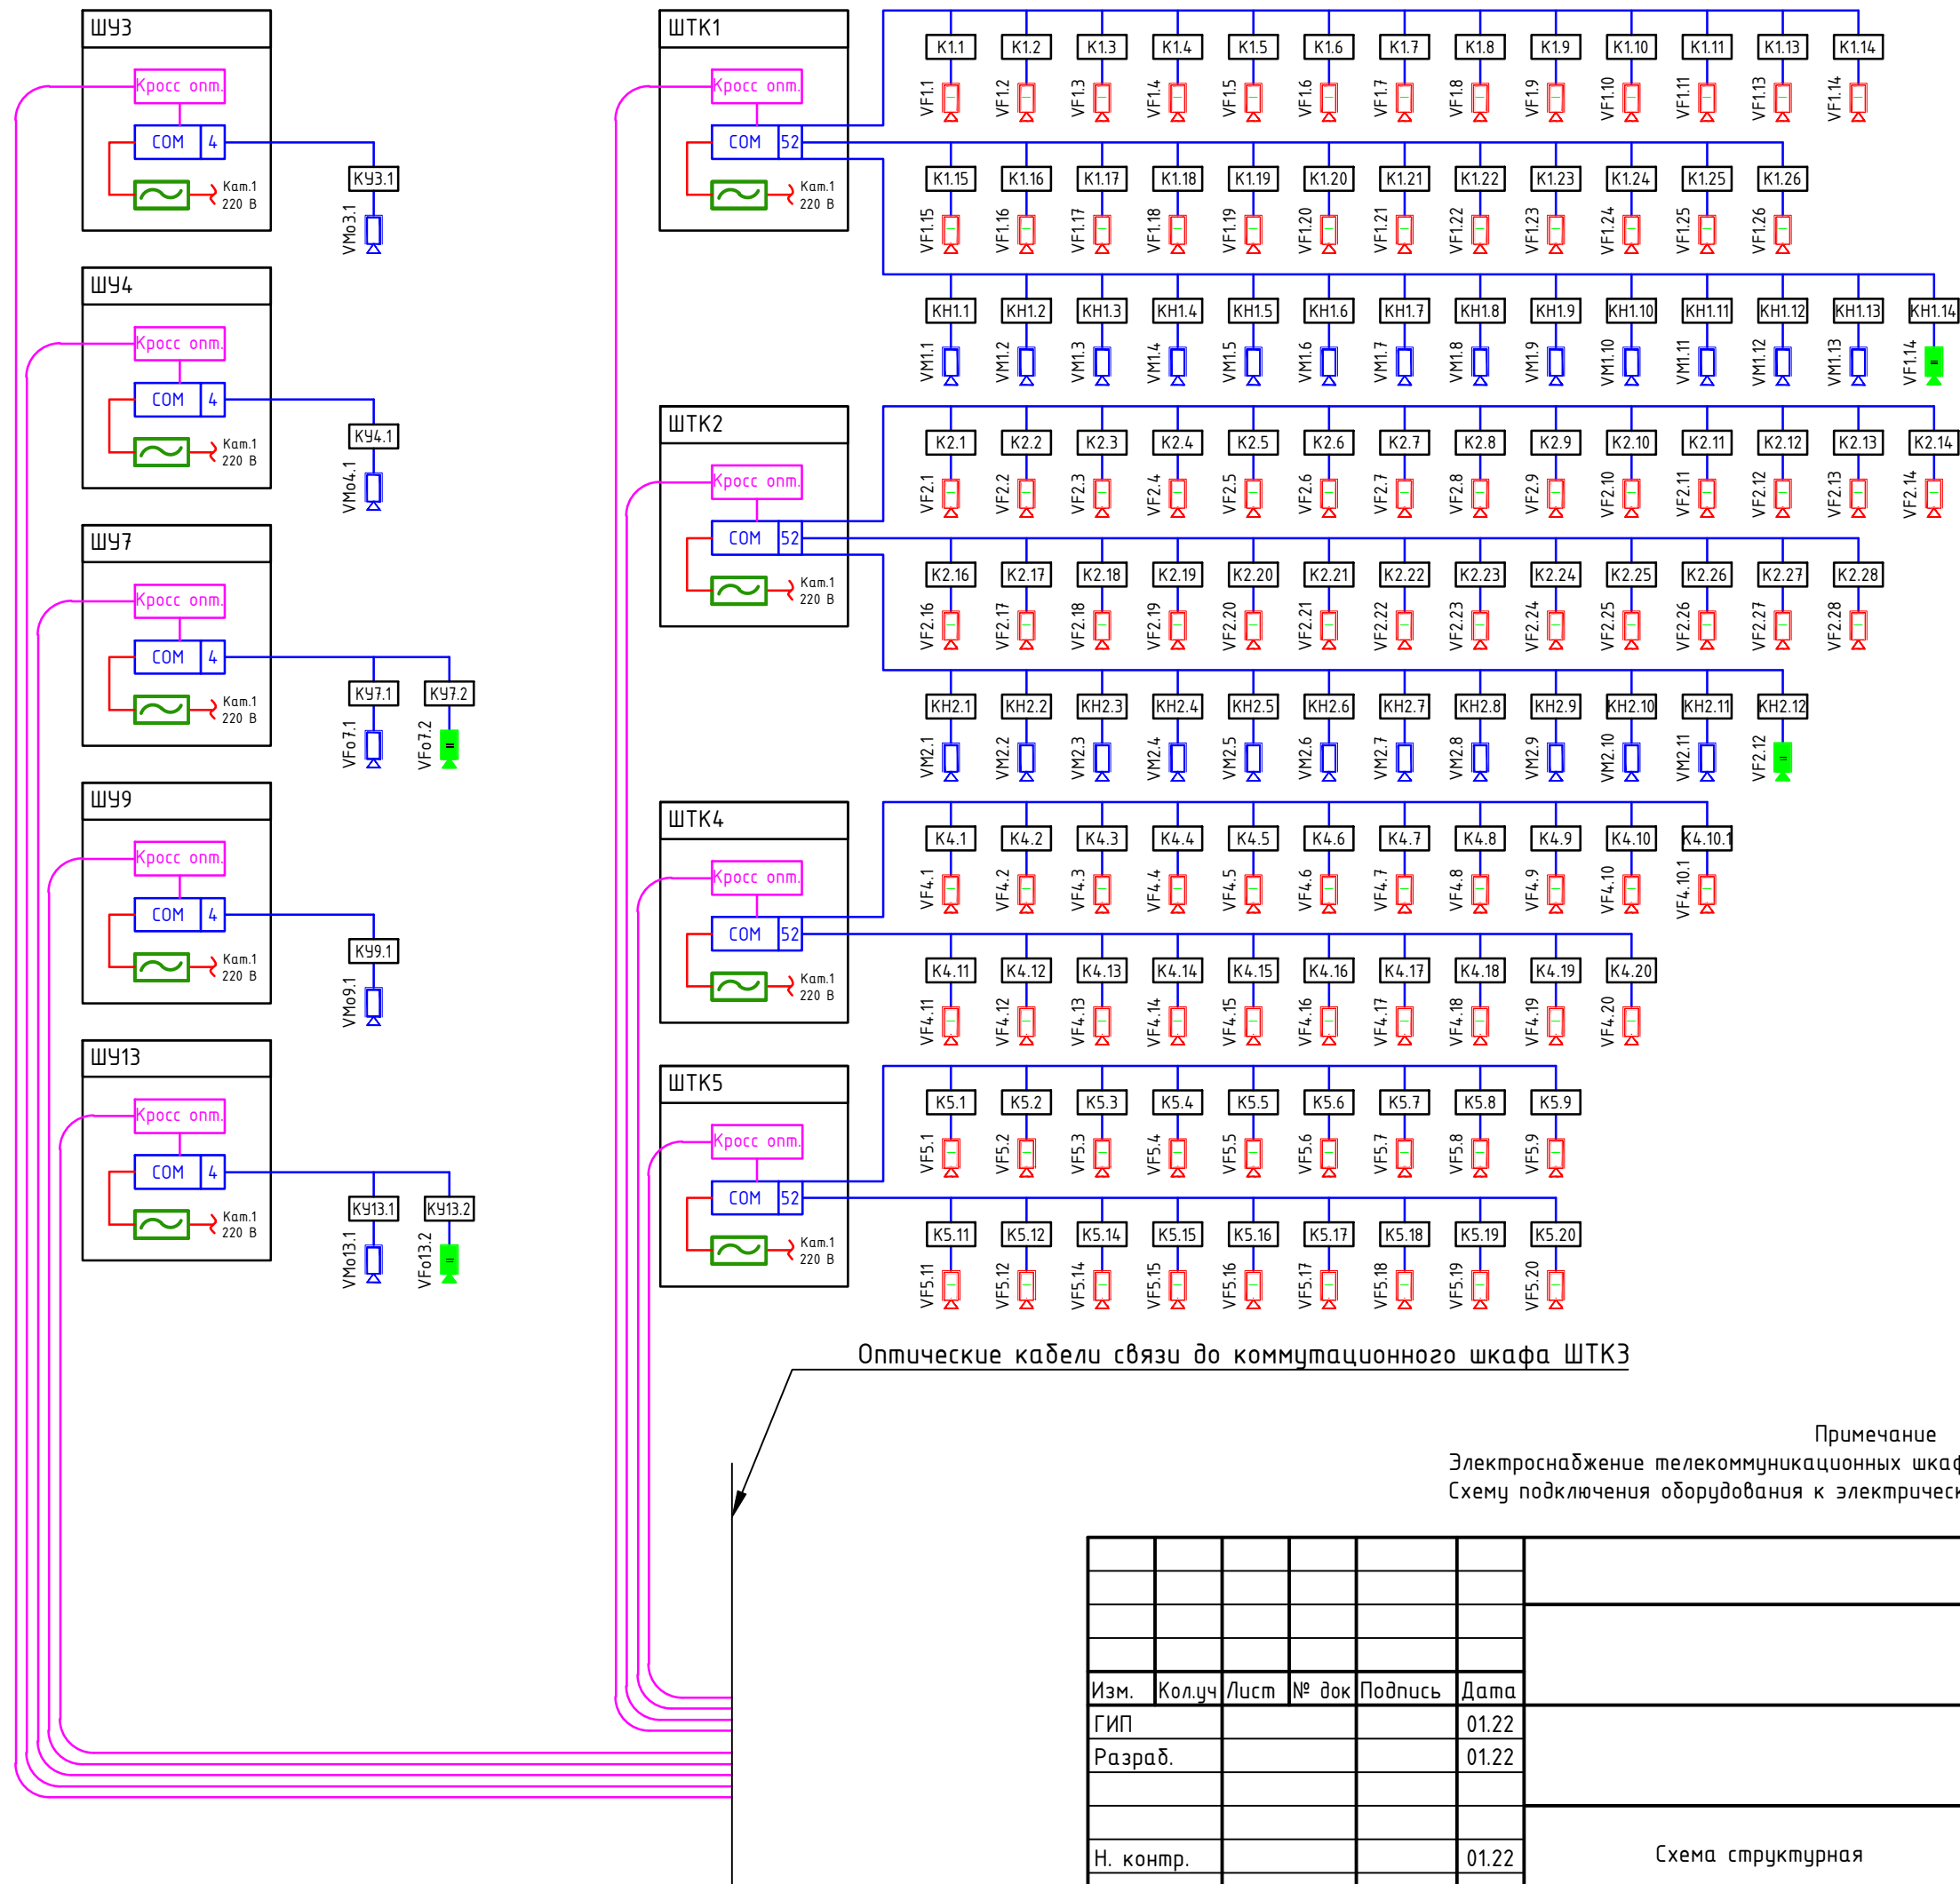 ШУ3
Кросс опт.
COM 4
Кат.1
220 В
КУ3.1
VMo3.1
ШУ4
Кросс опт.
COM 4
Кат.1
220 В
КУ4.1
VMo4.1
ШУ7
Кросс опт.
COM 4
Кат.1
220 В
КУ7.1 КУ7.2
VFo7.1 VFo7.2
ШУ9
Кросс опт.
COM 4
Кат.1
220 В
КУ9.1
VMo9.1
ШУ13
Кросс опт.
COM 4
Кат.1
220 В
КУ13.1 КУ13.2
VMo13.1 VFo13.2
ШТК1
Кросс опт.
COM 52
Кат.1
220 В
К1.1 К1.2 К1.3 К1.4 К1.5 К1.6 К1.7 К1.8 К1.9 К1.10 К1.11 К1.13 К1.14
VF1.1 VF1.2 VF1.3 VF1.4 VF1.5 VF1.6 VF1.7 VF1.8 VF1.9 VF1.10 VF1.11 VF1.13 VF1.14
К1.15 К1.16 К1.17 К1.18 К1.19 К1.20 К1.21 К1.22 К1.23 К1.24 К1.25 К1.26
VF1.15 VF1.16 VF1.17 VF1.18 VF1.19 VF1.20 VF1.21 VF1.22 VF1.23 VF1.24 VF1.25 VF1.26
КН1.1 КН1.2 КН1.3 КН1.4 КН1.5 КН1.6 КН1.7 КН1.8 КН1.9 КН1.10 КН1.11 КН1.12 КН1.13 КН1.14
VM1.1 VM1.2 VM1.3 VM1.4 VM1.5 VM1.6 VM1.7 VM1.8 VM1.9 VM1.10 VM1.11 VM1.12 VM1.13 VF1.14
ШТК2
Кросс опт.
COM 52
Кат.1
220 В
К2.1 К2.2 К2.3 К2.4 К2.5 К2.6 К2.7 К2.8 К2.9 К2.10 К2.11 К2.12 К2.13 К2.14
VF2.1 VF2.2 VF2.3 VF2.4 VF2.5 VF2.6 VF2.7 VF2.8 VF2.9 VF2.10 VF2.11 VF2.12 VF2.13 VF2.14
К2.16 К2.17 К2.18 К2.19 К2.20 К2.21 К2.22 К2.23 К2.24 К2.25 К2.26 К2.27 К2.28
VF2.16 VF2.17 VF2.18 VF2.19 VF2.20 VF2.21 VF2.22 VF2.23 VF2.24 VF2.25 VF2.26 VF2.27 VF2.28
КН2.1 КН2.2 КН2.3 КН2.4 КН2.5 КН2.6 КН2.7 КН2.8 КН2.9 КН2.10 КН2.11 КН2.12
VM2.1 VM2.2 VM2.3 VM2.4 VM2.5 VM2.6 VM2.7 VM2.8 VM2.9 VM2.10 VM2.11 VF2.12
ШТК4
Кросс опт.
COM 52
Кат.1
220 В
К4.1 К4.2 К4.3 К4.4 К4.5 К4.6 К4.7 К4.8 К4.9 К4.10 К4.10.1
VF4.1 VF4.2 VF4.3 VF4.4 VF4.5 VF4.6 VF4.7 VF4.8 VF4.9 VF4.10 VF4.10.1
К4.11 К4.12 К4.13 К4.14 К4.15 К4.16 К4.17 К4.18 К4.19 К4.20
VF4.11 VF4.12 VF4.13 VF4.14 VF4.15 VF4.16 VF4.17 VF4.18 VF4.19 VF4.20
ШТК5
Кросс опт.
COM 52
Кат.1
220 В
К5.1 К5.2 К5.3 К5.4 К5.5 К5.6 К5.7 К5.8 К5.9
VF5.1 VF5.2 VF5.3 VF5.4 VF5.5 VF5.6 VF5.7 VF5.8 VF5.9
К5.11 К5.12 К5.14 К5.15 К5.16 К5.17 К5.18 К5.19 К5.20
VF5.11 VF5.12 VF5.14 VF5.15 VF5.16 VF5.17 VF5.18 VF5.19 VF5.20
Оптические кабели связи до коммутационного шкафа ШТК3
Примечание
Электроснабжение телекоммуникационных
Схему подключения оборудования к
Изм. Кол.уч Лист № док Подпись Дата
ГИП 01.22
Разраб. 01.22
Н. контр. 01.22
Схема структурная